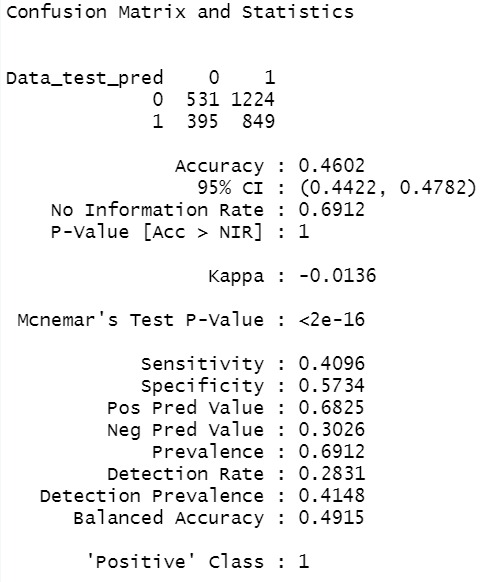 Confusion Matrix and Statistics
Data_test_pred 0 1
0 531 1224
1 395 849
Accuracy : 0.4602
95% CI : (0.4422, 0.4782)
No Information Rate : 0.6912
P-Value [Acc > NIR] : 1
Kappa : -0.0136
Mcnemar's Test P-Value : <2e-16
Sensitivity : 0.4096
Specificity : 0.5734
Pos Pred Value : 0.6825
Neg Pred Value : 0.3026
Prevalence : 0.6912
Detection Rate : 0.2831
Detection Prevalence : 0.4148
Balanced Accuracy : 0.4915
'Positive' Class : 1